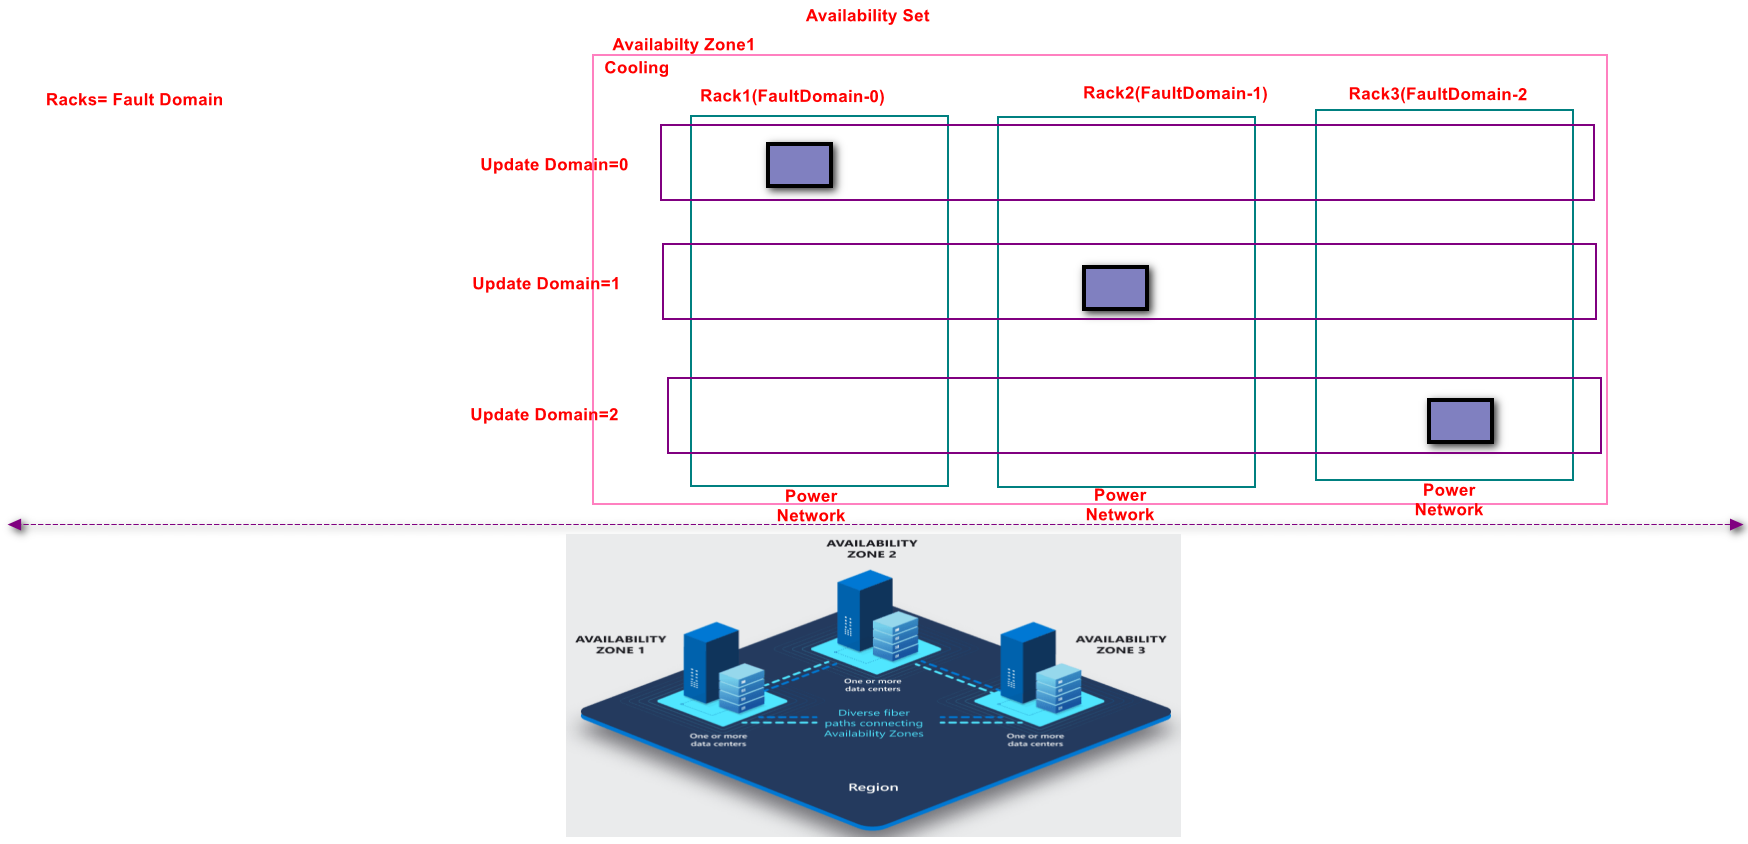 Availability Set
Availabilty Zone1
Cooling
Racks= Fault Domain
Rack1(FaultDomain-0)
Rack2(FaultDomain-1)
Rack3(FaultDomain-2
Update Domain=0
Update Domain=1
Update Domain=2
Power
Network
Power
Network
Power
Network
AVAILABILITY
ZONE 2
AVAILABILITY
ZONE 1
AVAILABILITY
ZONE 3
One or more
data centers
Diverse fiber
paths connecting
Availability Zones
One or more
data centers
One or more
data centers
Region